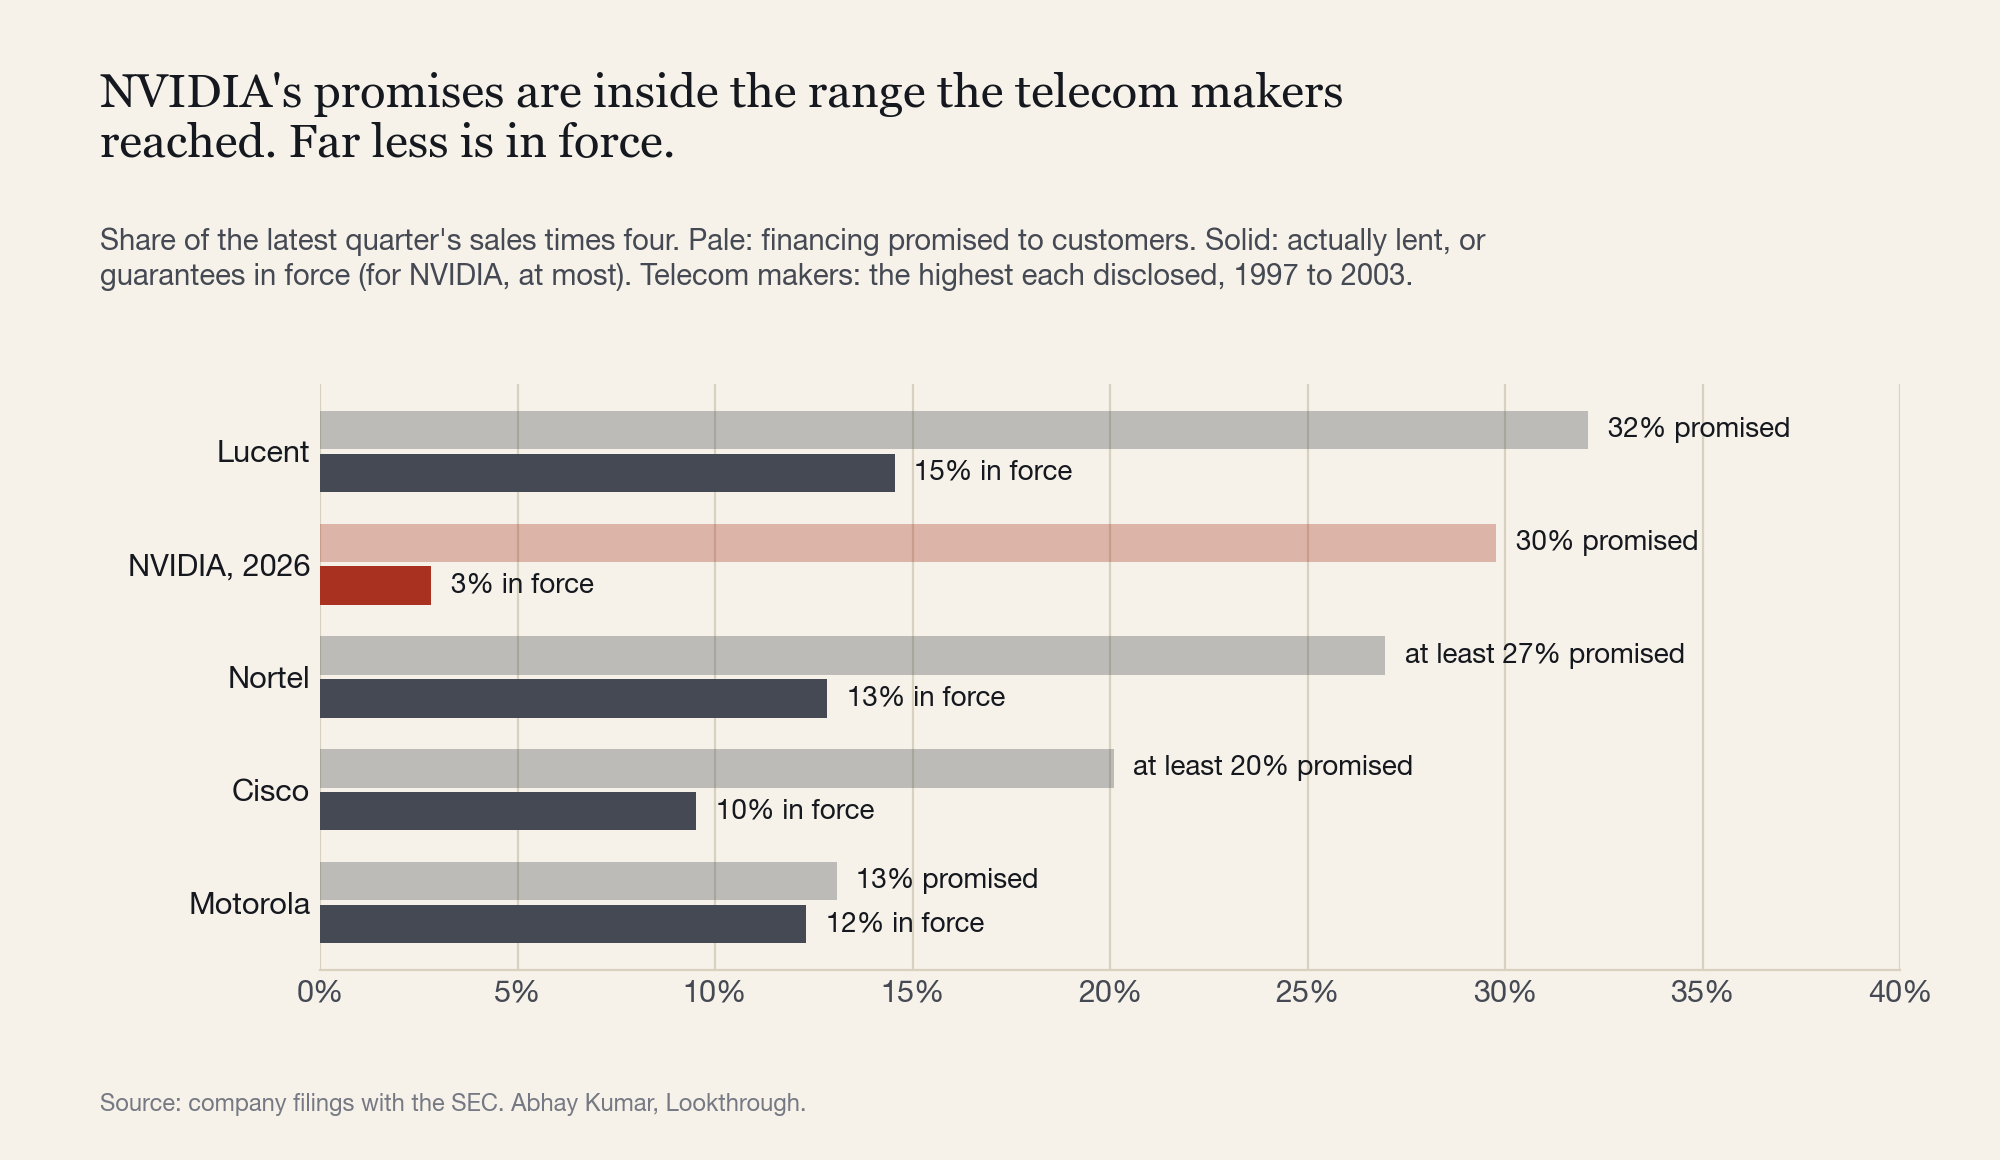 NVIDIA's promises are inside the range the telecom makers
reached. Far less is in force.
Share of the latest quarter's sales times four. Pale: financing promised to customers. Solid: actually lent, or
guarantees in force (for NVIDIA, at most). Telecom makers: the highest each disclosed, 1997 to 2003.
Lucent
32% promised
15% in force
NVIDIA, 2026
30% promised
3% in force
Nortel
at least 27% promised
13% in force
Cisco
at least 20% promised
10% in force
Motorola
13% promised
12% in force
0% 5% 10% 15% 20% 25% 30% 35% 40%
Source: company filings with the SEC. Abhay Kumar, Lookthrough.